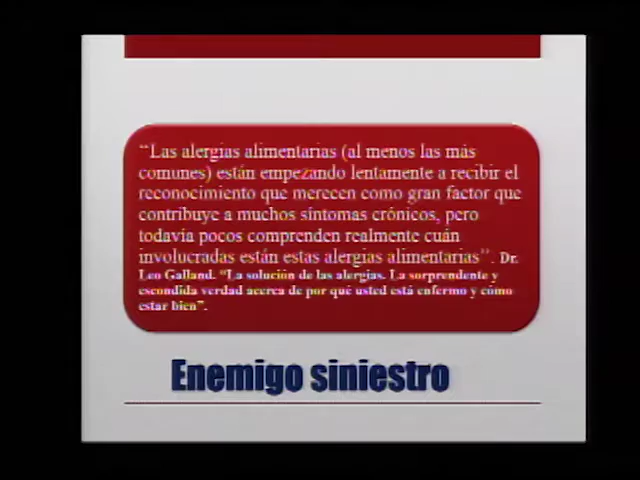 “Las alergias alimentarias (al menos las más
comunes) están empezando lentamente a recibir el
reconocimiento que merecen como gran factor que
contribuye a muchos síntomas crónicos, pero
todavía pocos comprenden realmente cuán
involucradas están estas alergias alimentarias”. Dr.
Leo Galland. “La solución de las alergias. La sorprendente y
escondida verdad acerca de por qué usted está enfermo y cómo
estar bien”.
Enemigo siniestro